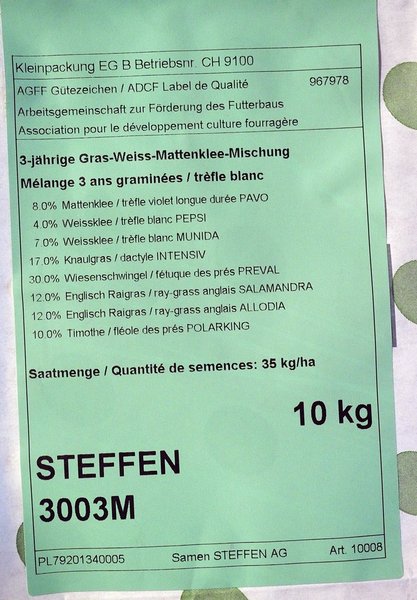 Kleinpackung EG B Betriebsnr. CH 9100
AGFF Gütezeichen / ADCF Label de Qualité 967978
Arbeitsgemeinschaft zur Förderung des Futterbaus
Association pour le développement culture fourragère
3-jährige Gras-Weiss-Mattenklee-Mischung
Mélange 3 ans graminées / trèfle blanc
8.0% Mattenklee / trèfle violet longue durée PAVO
4.0% Weissklee / trèfle blanc PEPSI
7.0% Weissklee / trèfle blanc MUNIDA
17.0% Knaulgras / dactyle INTENSIV
30.0% Wiesenschwingel / fétuque des prés PREVAL
12.0% Englisch Raigras / ray-grass anglais SALAMANDRA
12.0% Englisch Raigras / ray-grass anglais ALLODIA
10.0% Timothe / fléole des prés POLARKING
Saatmenge / Quantité de semences: 35 kg/ha
10 kg
STEFFEN
3003M
PL79201340005 Samen STEFFEN AG Art. 10008